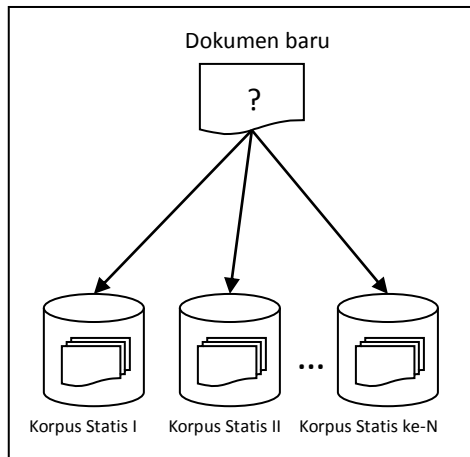 Dokumen baru
?
...
Korpus Statis I
Korpus Statis II
Korpus Statis ke-N